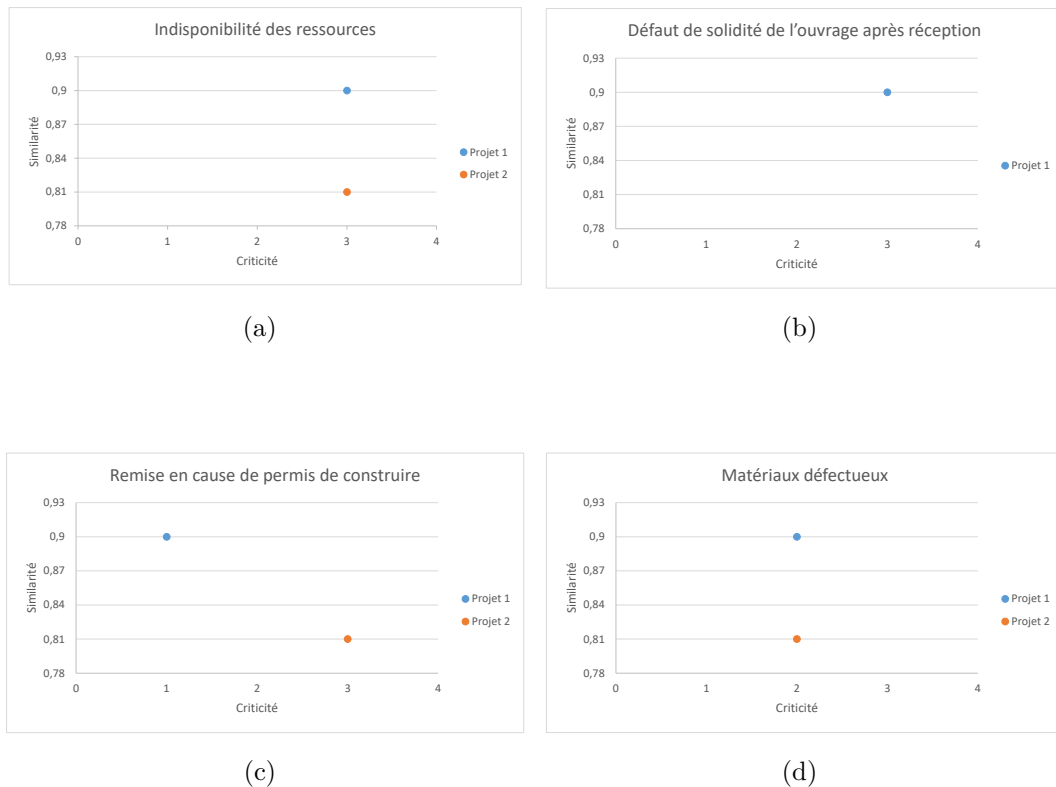 Indisponibilité des ressources
0,93
0,9
0,87
0,84
0,81
0,78
Similarité
0
1
2
3
4
Criticité
Projet 1
Projet 2
(a)
Défaut de solidité de l'ouvrage après réception
0,93
0,9
0,87
0,84
0,81
0,78
Similarité
0
1
2
3
4
Criticité
Projet 1
(b)
Remise en cause de permis de construire
0,93
0,9
0,87
0,84
0,81
0,78
Similarité
0
1
2
3
4
Criticité
Projet 1
Projet 2
(c)
Matériaux défectueux
0,93
0,9
0,87
0,84
0,81
0,78
Similarité
0
1
2
3
4
Criticité
Projet 1
Projet 2
(d)